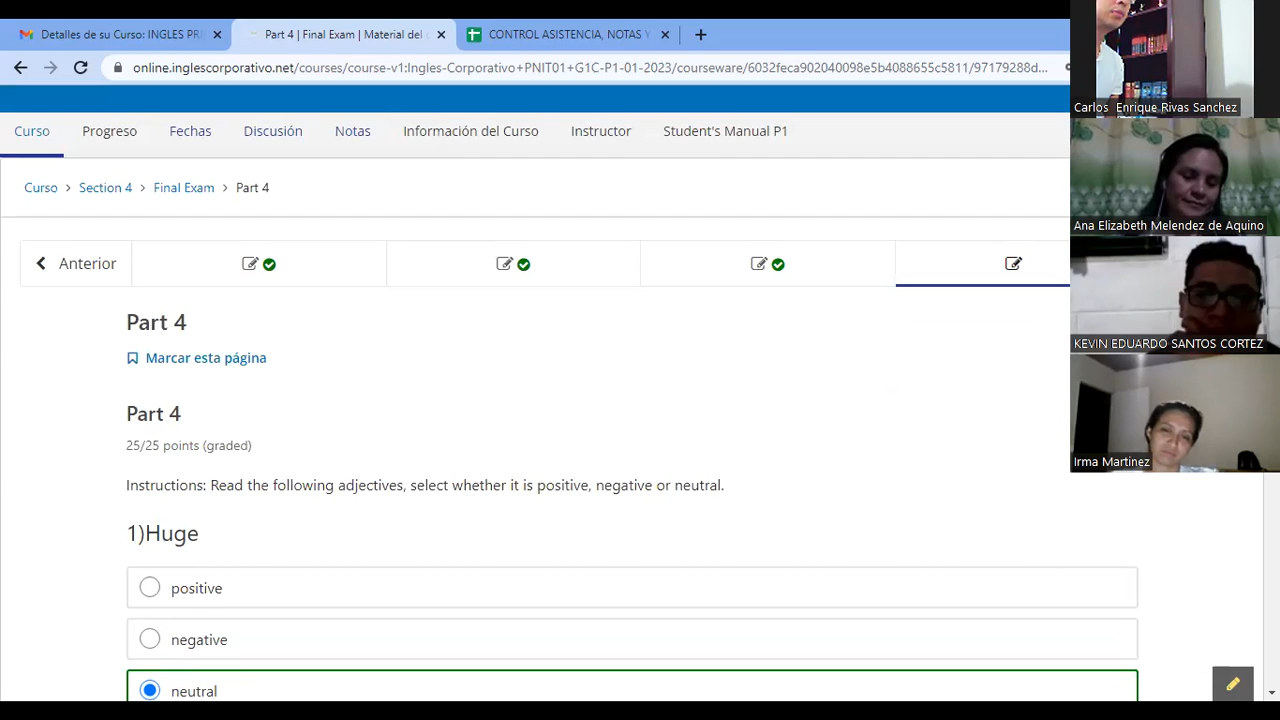 Detalles de su Curso: INGLES PRI
Part 4 | Final Exam | Material del c
CONTROL ASISTENCIA, NOTAS Y
online.inglescorporativo.net/courses/course-v1:Ingles-Corporativo+PNIT01+G1C-P1-01-2023/courseware/6032feca902040098e5b4088655c5811/97179288d...
Curso
Progreso
Fechas
Discusión
Notas
Información del Curso
Instructor
Student's Manual P1
Curso > Section 4 > Final Exam > Part 4
Anterior
Part 4
Marcar esta página
Part 4
25/25 points (graded)
Instructions: Read the following adjectives, select whether it is positive, negative or neutral.
1)Huge
positive
negative
neutral
Carlos Enrique Rivas Sanchez
Ana Elizabeth Melendez de Aquino
KEVIN EDUARDO SANTOS CORTEZ
Irma Martinez